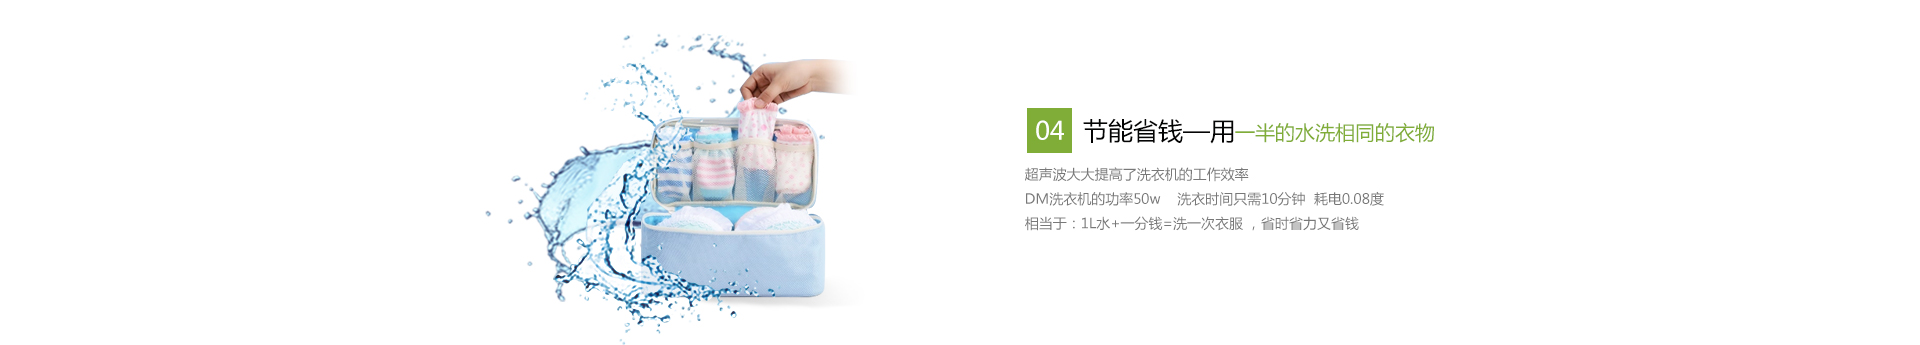 04 节能省钱—用一半的水洗相同的衣物
超声波大大提高了洗衣机的工作效率
DM洗衣机的功率50w 洗衣时间只需10分钟 耗电0.08度
相当于：1L水+一分钱=洗一次衣服 ，省时省力又省钱